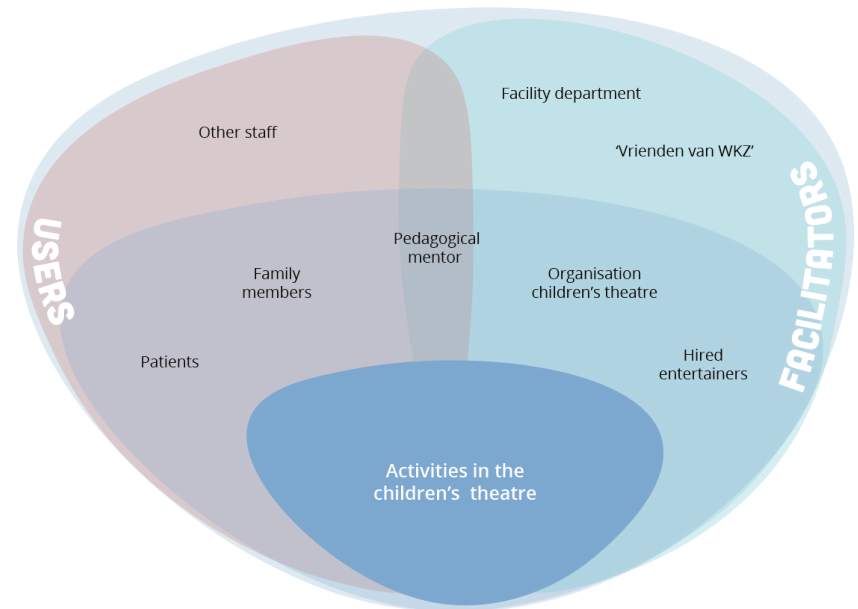 Facility department
Other staff
‘Vrienden van WKZ’
USERS
FACILITATORS
Pedagogical
mentor
Family
members
Organisation
children’s theatre
Patients
Hired
entertainers
Activities in the
children’s theatre